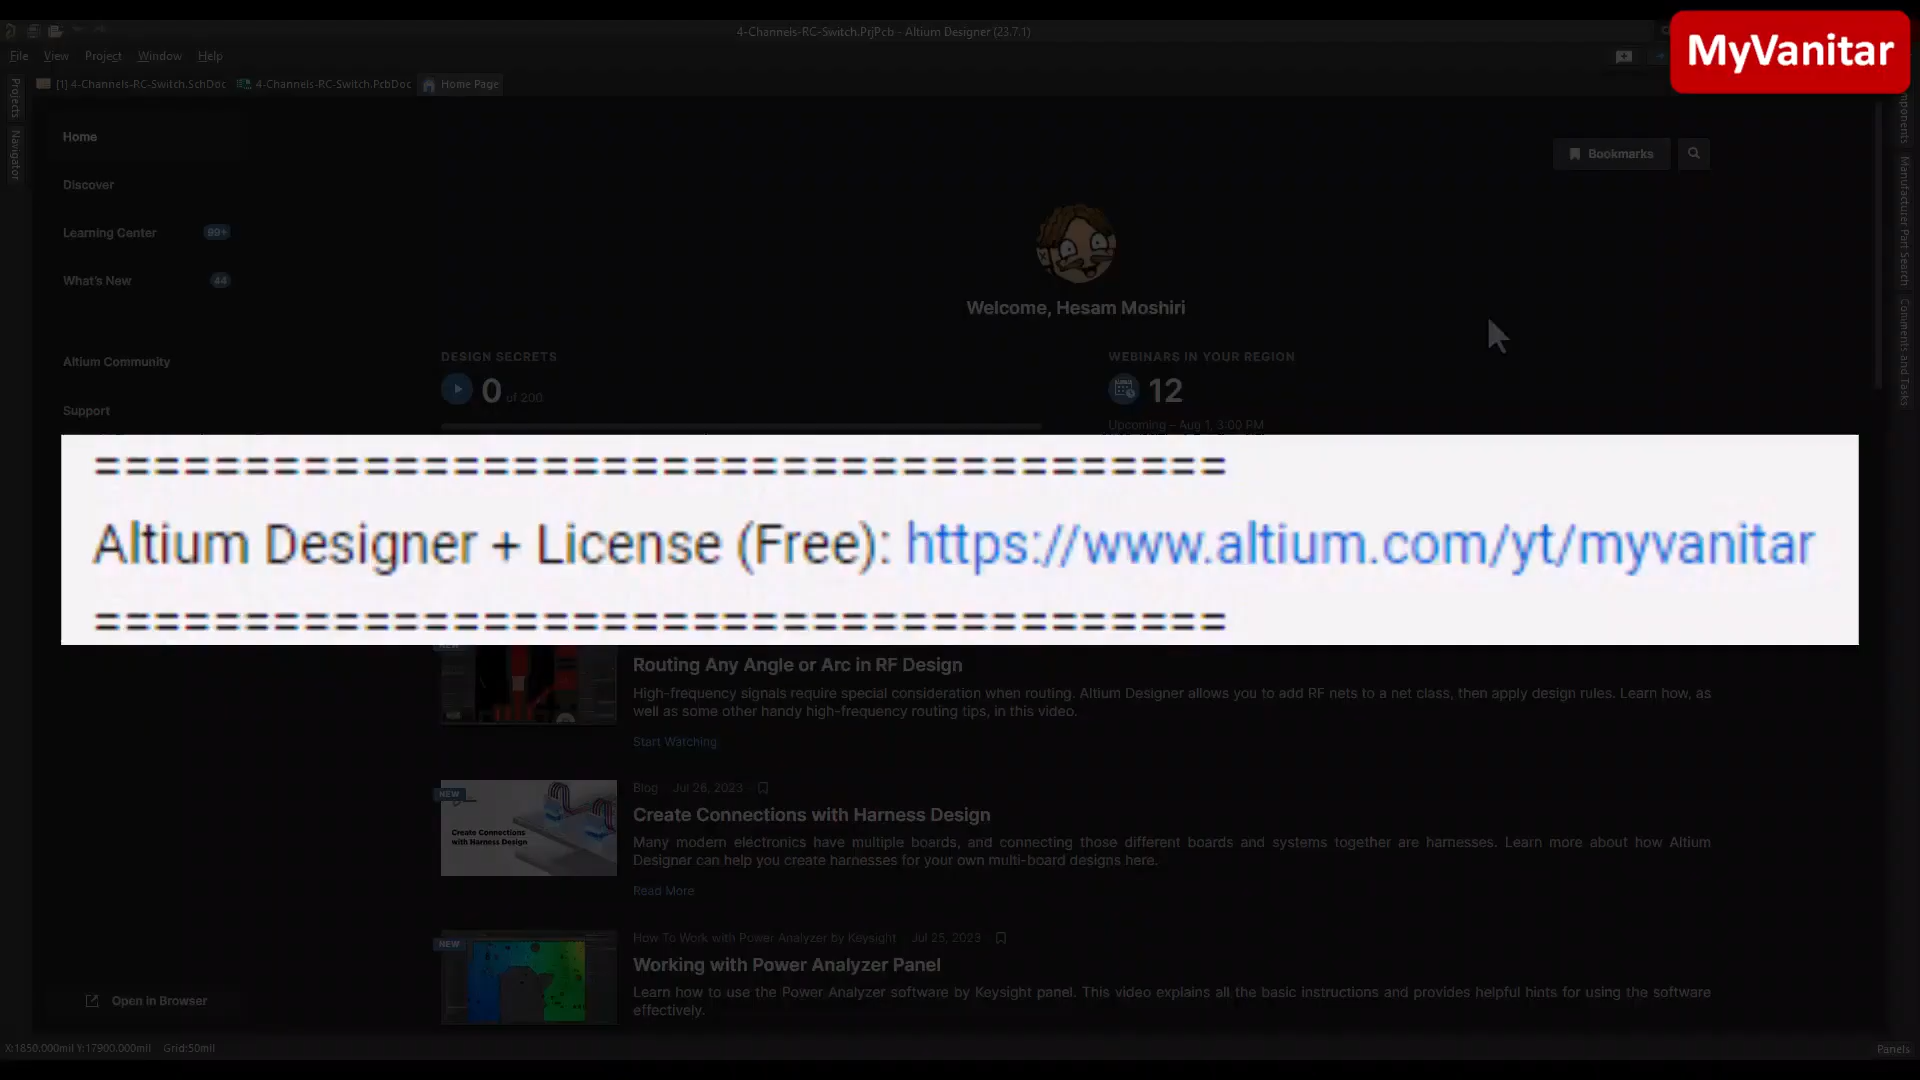 4-Channels-RC-Switch.PrjPcb - Altium Designer (23.7.1)
MyVanitar
File View Project Window Help
[1] 4-Channels-RC-Switch.SchDoc 4-Channels-RC-Switch.PcbDoc Home Page
Projects
Navigator
Manufacturer Part Search
Comments and Tasks
Home
Bookmarks
Discover
Learning Center 99+
What's New 44
Welcome, Hesam Moshiri
Altium Community
Support
DESIGN SECRETS
0 of 200
WEBINARS IN YOUR REGION
12
Upcoming – Aug 1, 3:00 PM
======================================
Altium Designer + License (Free): https://www.altium.com/yt/myvanitar
======================================
Routing Any Angle or Arc in RF Design
High-frequency signals require special consideration when routing. Altium Designer allows you to add RF nets to a net class, then apply design rules. Learn how, as
well as some other handy high-frequency routing tips, in this video.
Start Watching
NEW
Create Connections
with Harness Design
Blog Jul 26, 2023
Create Connections with Harness Design
Many modern electronics have multiple boards, and connecting those different boards and systems together are harnesses. Learn more about how Altium
Designer can help you create harnesses for your own multi-board designs here.
Read More
NEW
How To Work with Power Analyzer by Keysight Jul 25, 2023
Working with Power Analyzer Panel
Learn how to use the Power Analyzer software by Keysight panel. This video explains all the basic instructions and provides helpful hints for using the software
effectively.
Open in Browser
X:1850.000mil Y:17900.000mil Grid:50mil
Panels